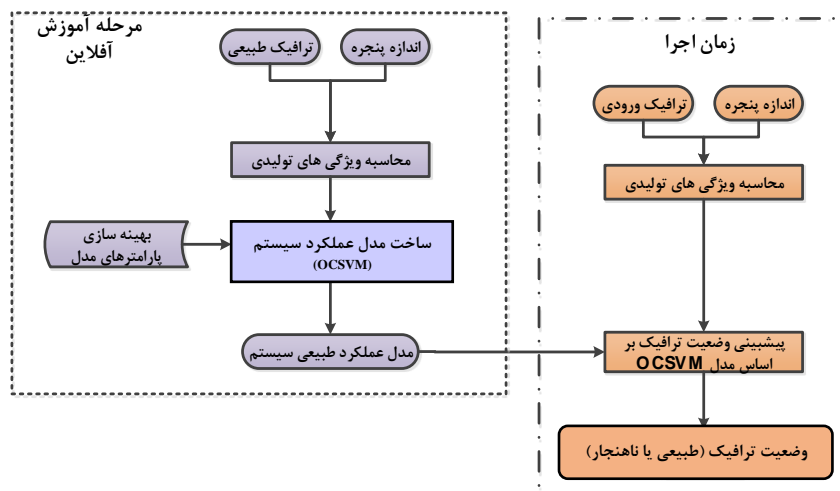 مرحله آموزش
آفلاین
ترافیک طبیعی
اندازه پنجره
محاسبه ویژگی های تولیدی
بهینه سازی
پارامترهای مدل
ساخت مدل عملکرد سیستم
(OCSVM)
مدل عملکرد طبیعی سیستم
زمان اجرا
ترافیک ورودی
اندازه پنجره
محاسبه ویژگی های تولیدی
پیشبینی وضعیت ترافیک بر
اساس مدل OCSVM
وضعیت ترافیک (طبیعی یا ناهنجار)